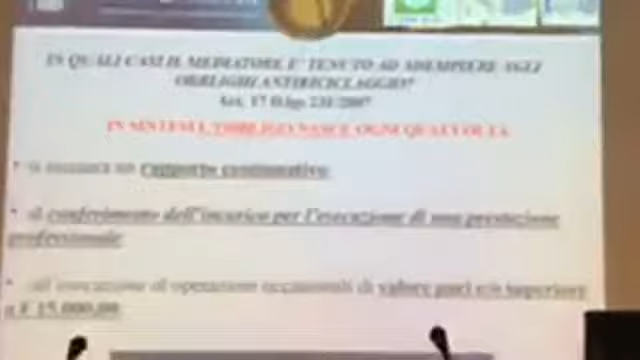 IN QUALI CASI IL MEDIATORE E' TENUTO AD ADEMPIERE AGLI
OBBLIGHI ANTIRICICLAGGIO?
Art. 17 D.lgs 231/2007
IN SINTESI L'OBBLIGO NASCE OGNI QUALVOLTA
• si instaura un rapporto continuativo
• il conferimento dell'incarico per l'esecuzione di una prestazione
professionale
• all'esecuzione di operazioni occasionali di valore pari e/o superiore
a € 15.000,00